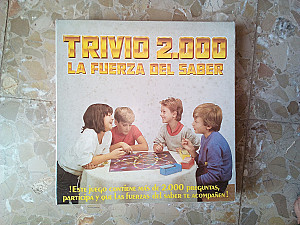 TRIVIO 2.000
LA FUERZA DEL SABER
!ESTE JUEGO CONTIENE MAS DE 2.000 PREGUNTAS,
PARTICIPA Y QUE LAS FUERZAS DEL SABER TE ACOMPAÑEN!